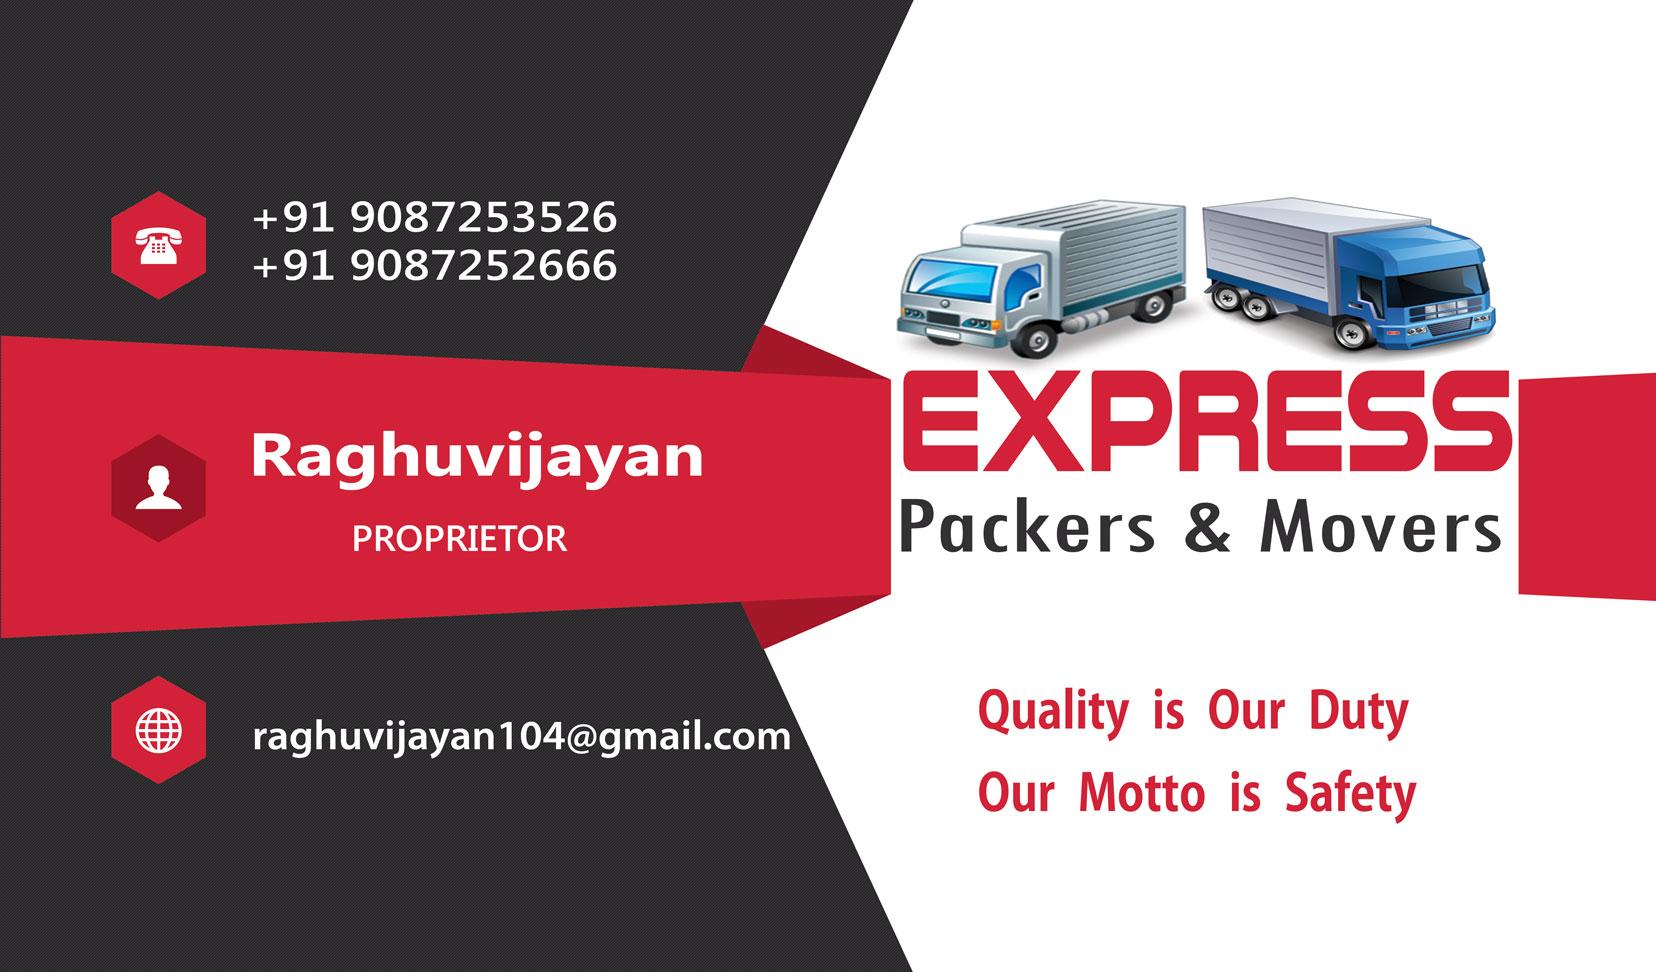 +91 9087253526
+91 9087252666
Raghuvijayan
PROPRIETOR
raghuvijayan104@gmail.com
EXPRESS
Packers & Movers
Quality is Our Duty
Our Motto is Safety